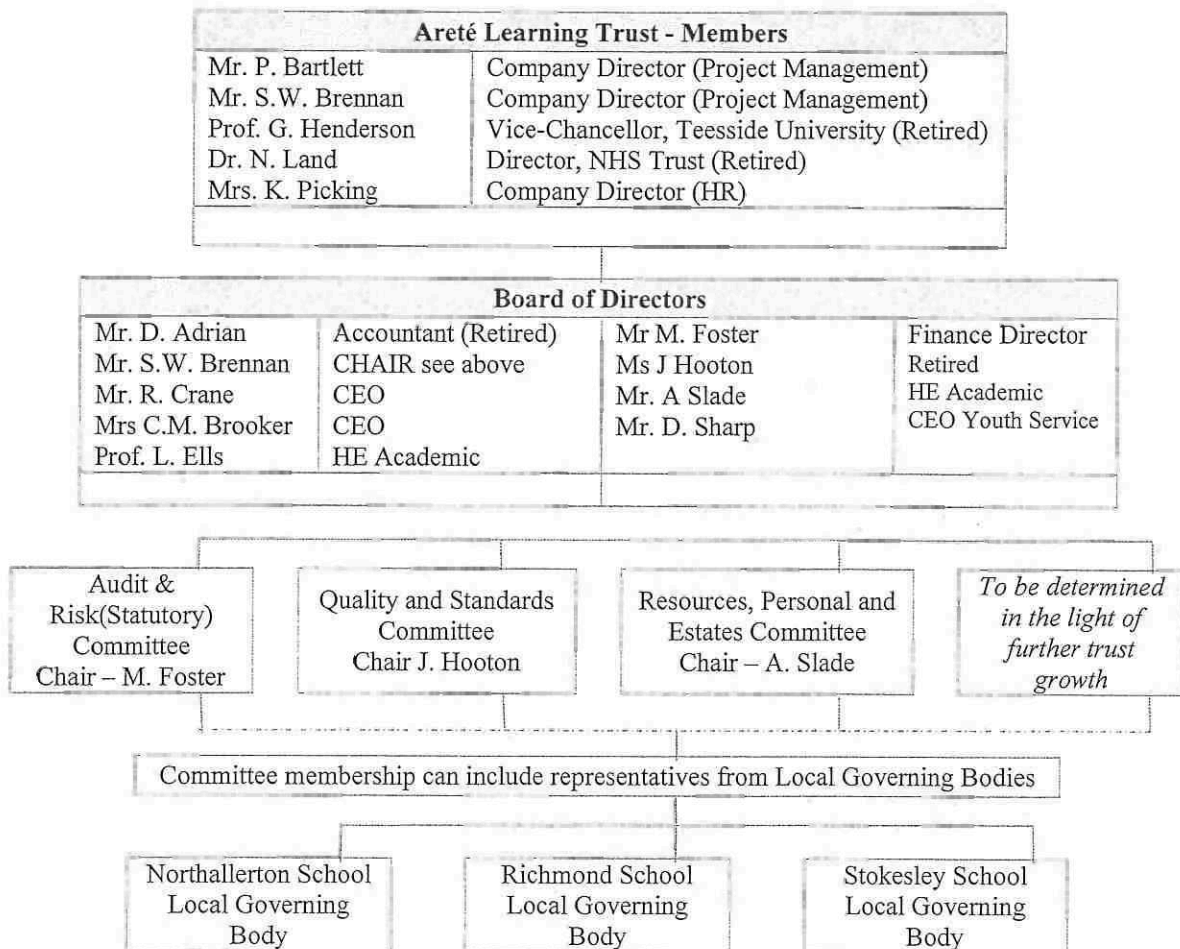 Areté Learning Trust - Members
Mr. P. Bartlett Company Director (Project Management)
Mr. S.W. Brennan Company Director (Project Management)
Prof. G. Henderson Vice-Chancellor, Teesside University (Retired)
Dr. N. Land Director, NHS Trust (Retired)
Mrs. K. Picking Company Director (HR)
Board of Directors
Mr. D. Adrian Accountant (Retired) Mr M. Foster Finance Director
Mr. S.W. Brennan CHAIR see above Ms J Hooton Retired
Mr. R. Crane CEO Mr. A Slade HE Academic
Mrs C.M. Brooker CEO Mr. D. Sharp CEO Youth Service
Prof. L. Ells HE Academic
Audit &
Risk(Statutory)
Committee
Chair – M. Foster
Quality and Standards
Committee
Chair J. Hooton
Resources, Personal and
Estates Committee
Chair – A. Slade
To be determined
in the light of
further trust
growth
Committee membership can include representatives from Local Governing Bodies
Northallerton School
Local Governing
Body
Richmond School
Local Governing
Body
Stokesley School
Local Governing
Body